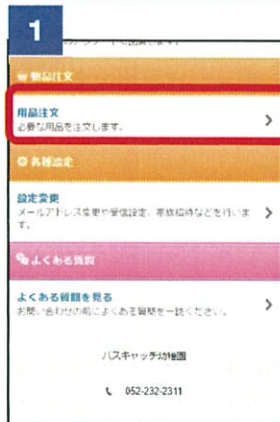 1
用品注文
用品注文
必要な用品を注文します。
各種設定
設定変更
メールアドレス変更や受信設定、家族招待などを行いま
す。
よくある質問
よくある質問を見る
お問い合わせの前によくある質問を一読ください。
バスキャッチ幼稚園
052-232-2311